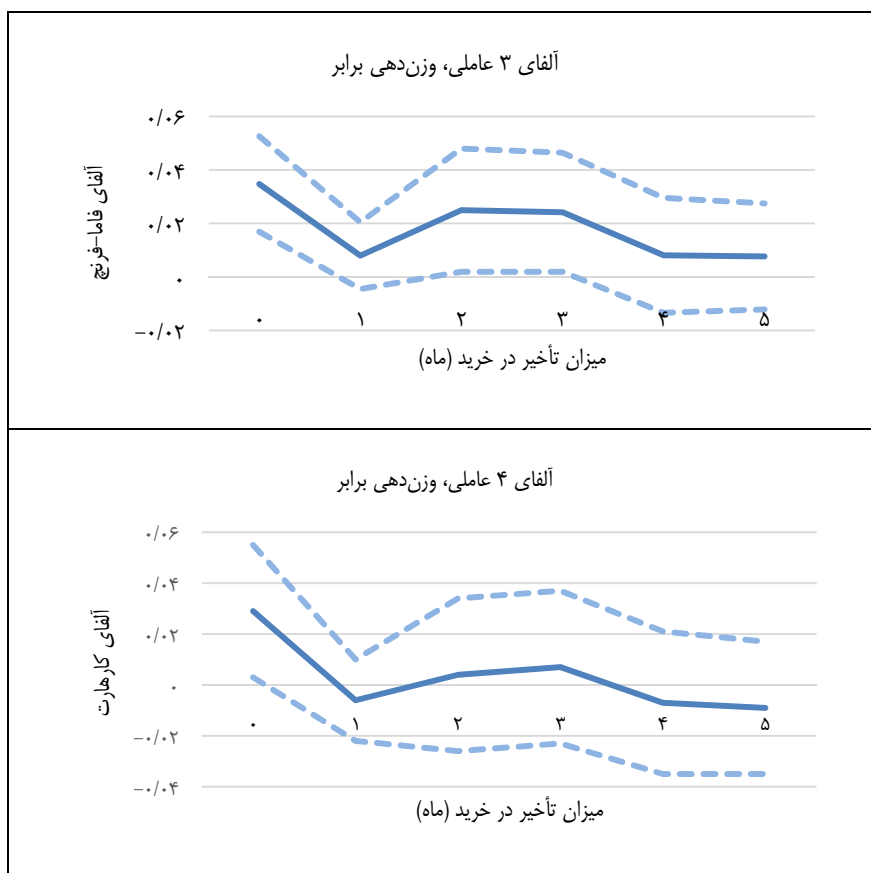 آلفای ۳ عاملی، وزن‌دهی برابر
آلفای فاما-فرنچ
۰/۰۶
۰/۰۴
۰/۰۲
۰
-۰/۰۲
۰ ۱ ۲ ۳ ۴ ۵
میزان تأخیر در خرید (ماه)
آلفای ۴ عاملی، وزن‌دهی برابر
آلفای کارهارت
۰/۰۶
۰/۰۴
۰/۰۲
۰
-۰/۰۲
-۰/۰۴
۰ ۱ ۲ ۳ ۴ ۵
میزان تأخیر در خرید (ماه)